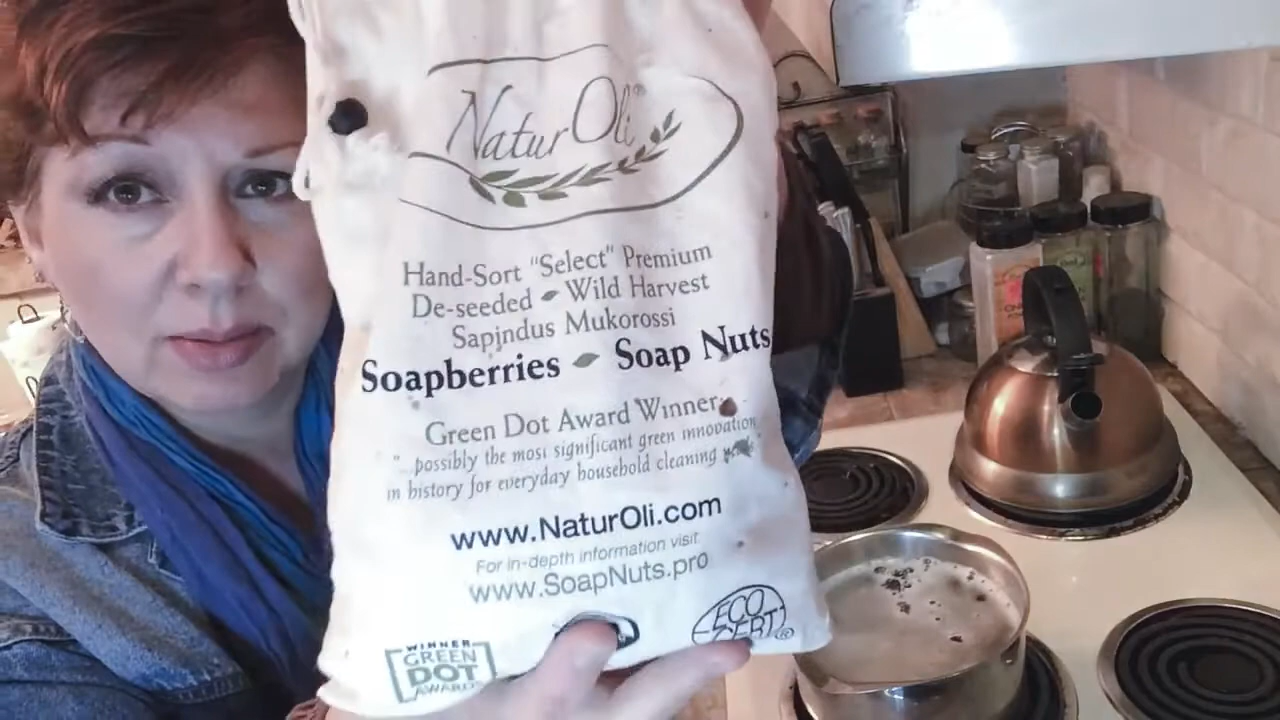 NaturOli®
Hand-Sort "Select" Premium
De-seeded Wild Harvest
Sapindus Mukorossi
Soapberries Soap Nuts
Green Dot Award Winner
"...possibly the most significant green innovation
in history for everyday household cleaning
www.NaturOli.com
For in-depth information visit
www.SoapNuts.pro
ECO
CERT®
WINNER
GREEN
DOT
AWARD